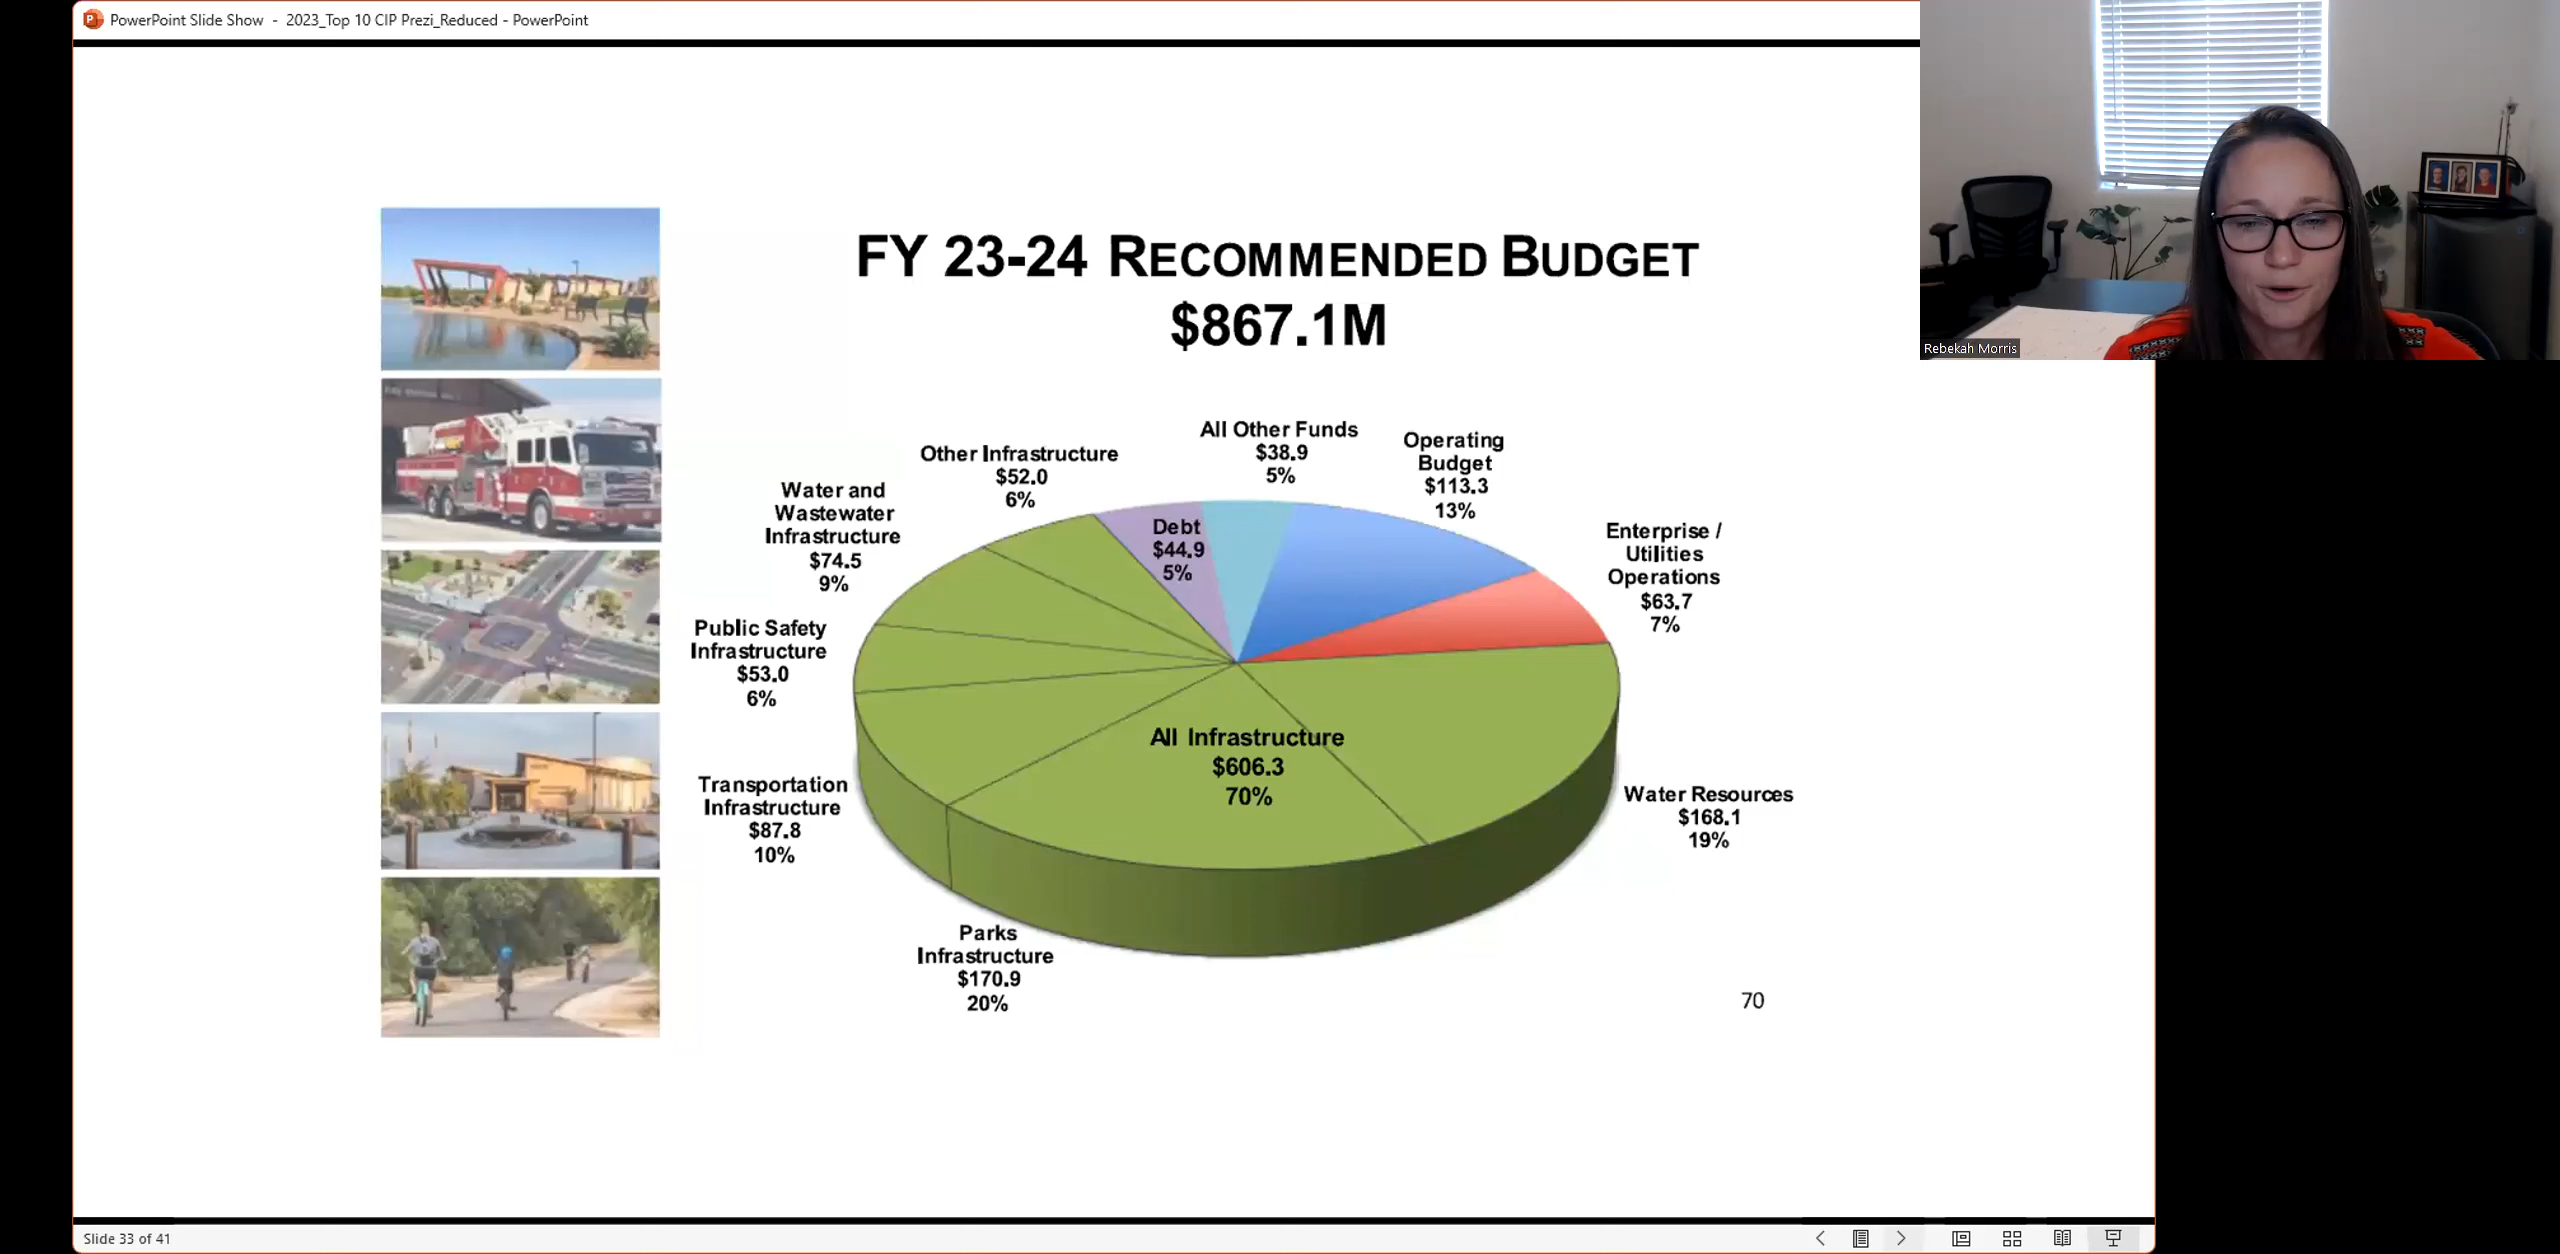 PowerPoint Slide Show - 2023_Top 10 CIP Prezi_Reduced - PowerPoint
Rebekah Morris
FY 23-24 RECOMMENDED BUDGET
$867.1M
All Other Funds
$38.9
5%
Operating
Budget
$113.3
13%
Enterprise /
Utilities
Operations
$63.7
7%
Water Resources
$168.1
19%
Parks
Infrastructure
$170.9
20%
Transportation
Infrastructure
$87.8
10%
Public Safety
Infrastructure
$53.0
6%
Water and
Wastewater
Infrastructure
$74.5
9%
Other Infrastructure
$52.0
6%
Debt
$44.9
5%
All Infrastructure
$606.3
70%
70
Slide 33 of 41